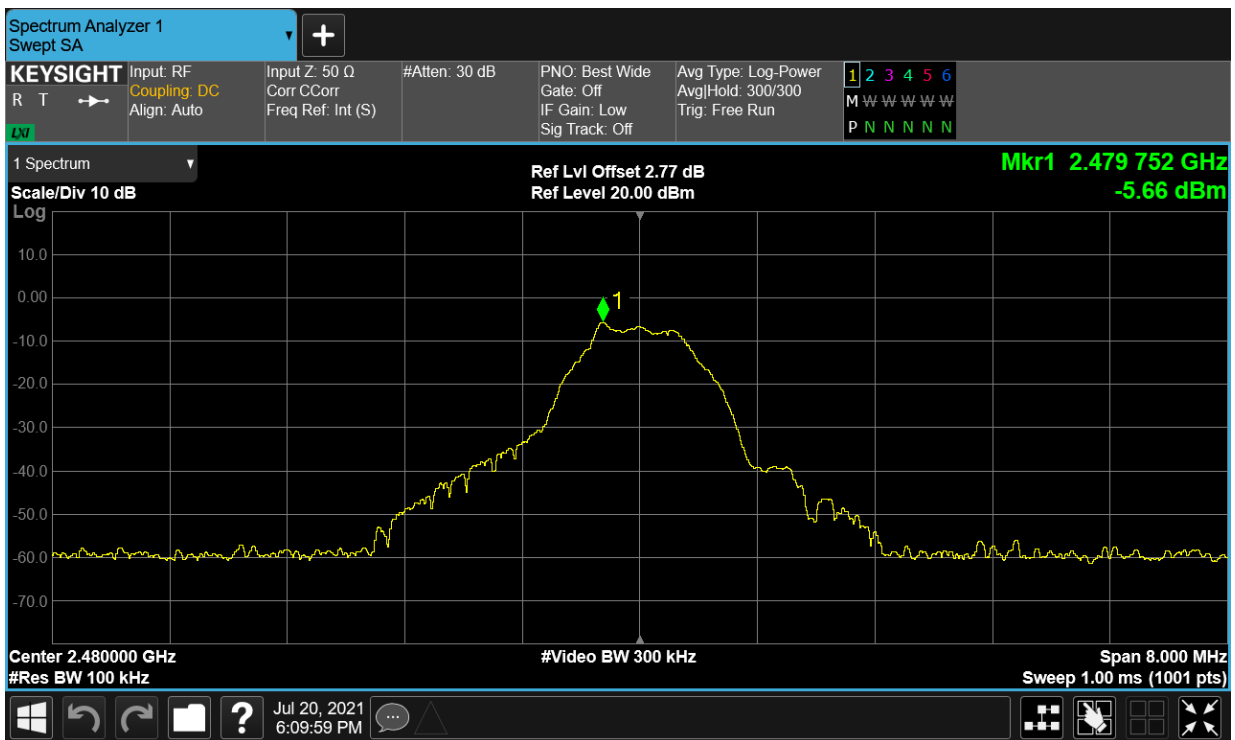 Spectrum Analyzer 1
Swept SA
▼
+
KEYSIGHT
R T
LXI
Input: RF
Coupling: DC
Align: Auto
Input Z: 50 Ω
Corr CCorr
Freq Ref: Int (S)
#Atten: 30 dB
PNO: Best Wide
Gate: Off
IF Gain: Low
Sig Track: Off
Avg Type: Log-Power
Avg|Hold: 300/300
Trig: Free Run
1 2 3 4 5 6
M W W W W W
P N N N N N
1 Spectrum ▼
Scale/Div 10 dB
Ref Lvl Offset 2.77 dB
Ref Level 20.00 dBm
Mkr1 2.479 752 GHz
-5.66 dBm
Log
10.0
0.00
-10.0
-20.0
-30.0
-40.0
-50.0
-60.0
-70.0
1
Center 2.480000 GHz
#Res BW 100 kHz
#Video BW 300 kHz
Span 8.000 MHz
Sweep 1.00 ms (1001 pts)
?
Jul 20, 2021
6:09:59 PM